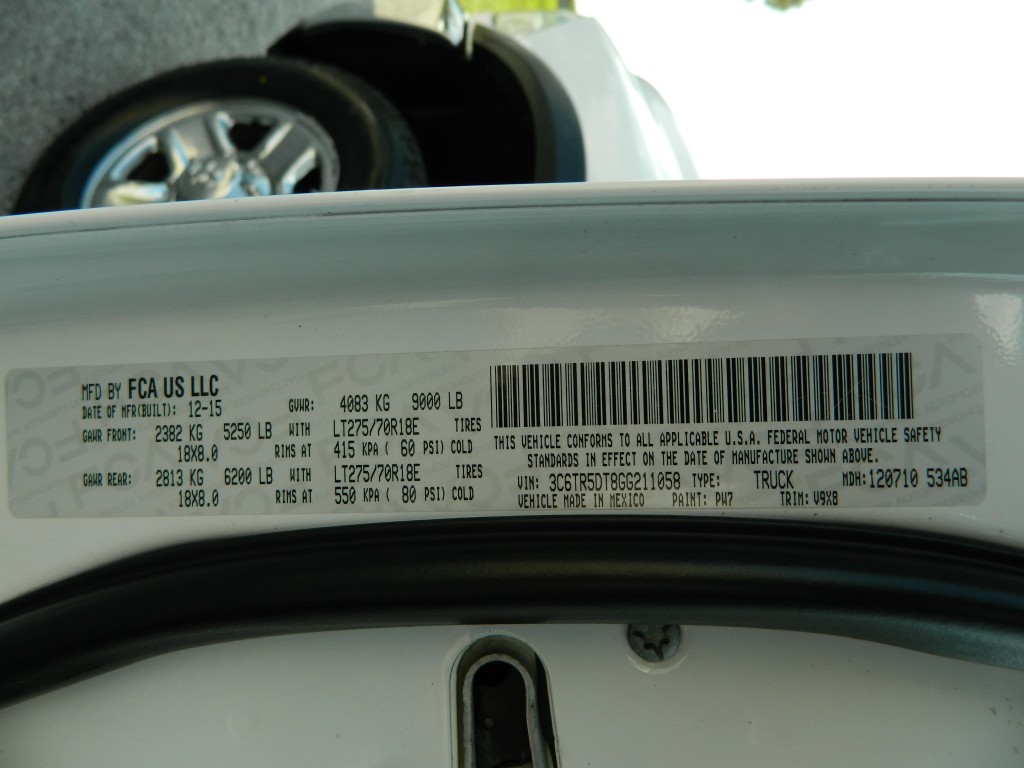 MFD BY FCA US LLC
DATE OF MFR(BUILT): 12-15 GVWR: 4083 KG 9000 LB
GAWR FRONT: 2382 KG 5250 LB WITH LT275/70R18E TIRES
18X8.0 RIMS AT 415 KPA ( 60 PSI) COLD
GAWR REAR: 2813 KG 6200 LB WITH LT275/70R18E TIRES
18X8.0 RIMS AT 550 KPA ( 80 PSI) COLD
THIS VEHICLE CONFORMS TO ALL APPLICABLE U.S.A. FEDERAL MOTOR VEHICLE SAFETY
STANDARDS IN EFFECT ON THE DATE OF MANUFACTURE SHOWN ABOVE.
VIN: 3C6TR5DT8GG211058 TYPE: TRUCK MDH:120710 534AB
VEHICLE MADE IN MEXICO PAINT: PW7 TRIM: V9X8